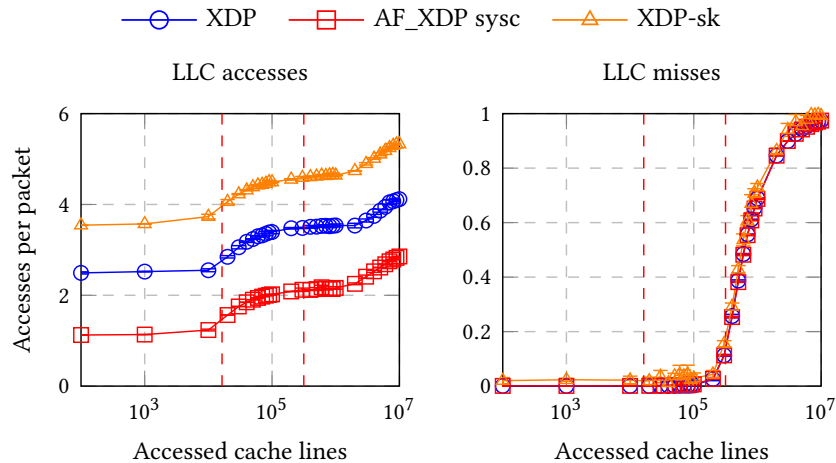 XDP AF_XDP sysc XDP-sk
LLC accesses
Accesses per packet
6
4
2
0
10^3 10^5 10^7
Accessed cache lines
LLC misses
1
0.8
0.6
0.4
0.2
0
10^3 10^5 10^7
Accessed cache lines